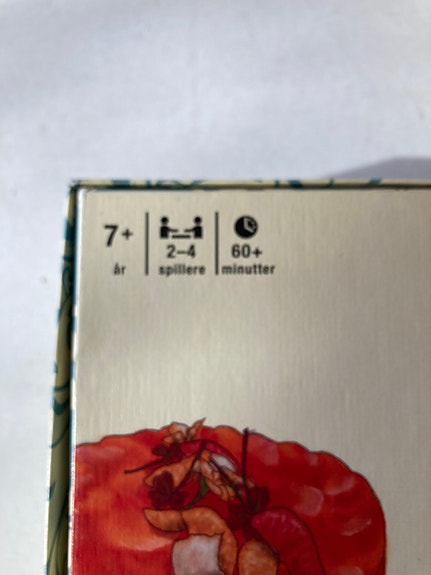 7+ 2–4 60+
år spillere minutter